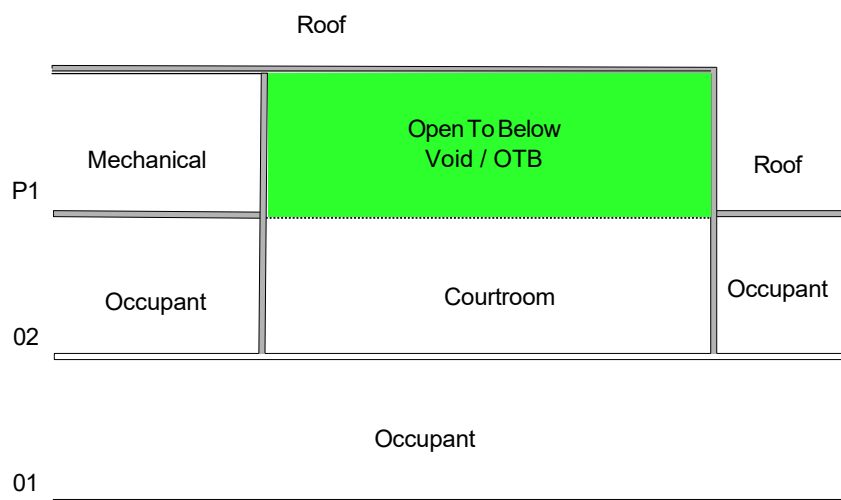 Roof
Open To Below
Void / OTB
Mechanical
Roof
P1
Occupant
Courtroom
Occupant
02
Occupant
01